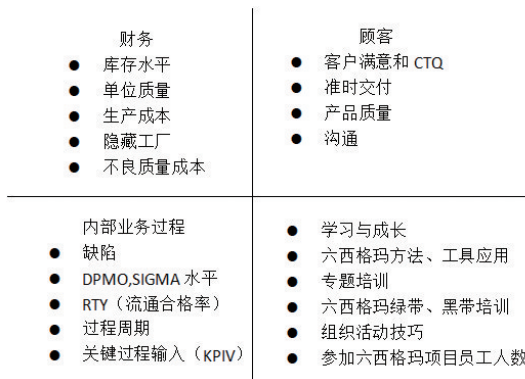 财务
● 库存水平
● 单位质量
● 生产成本
● 隐藏工厂
● 不良质量成本
顾客
● 客户满意和 CTQ
● 准时交付
● 产品质量
● 沟通
内部业务过程
● 缺陷
● DPMO,SIGMA 水平
● RTY（流通合格率）
● 过程周期
● 关键过程输入（KPIV）
● 学习与成长
● 六西格玛方法、工具应用
● 专题培训
● 六西格玛绿带、黑带培训
● 组织活动技巧
● 参加六西格玛项目员工人数